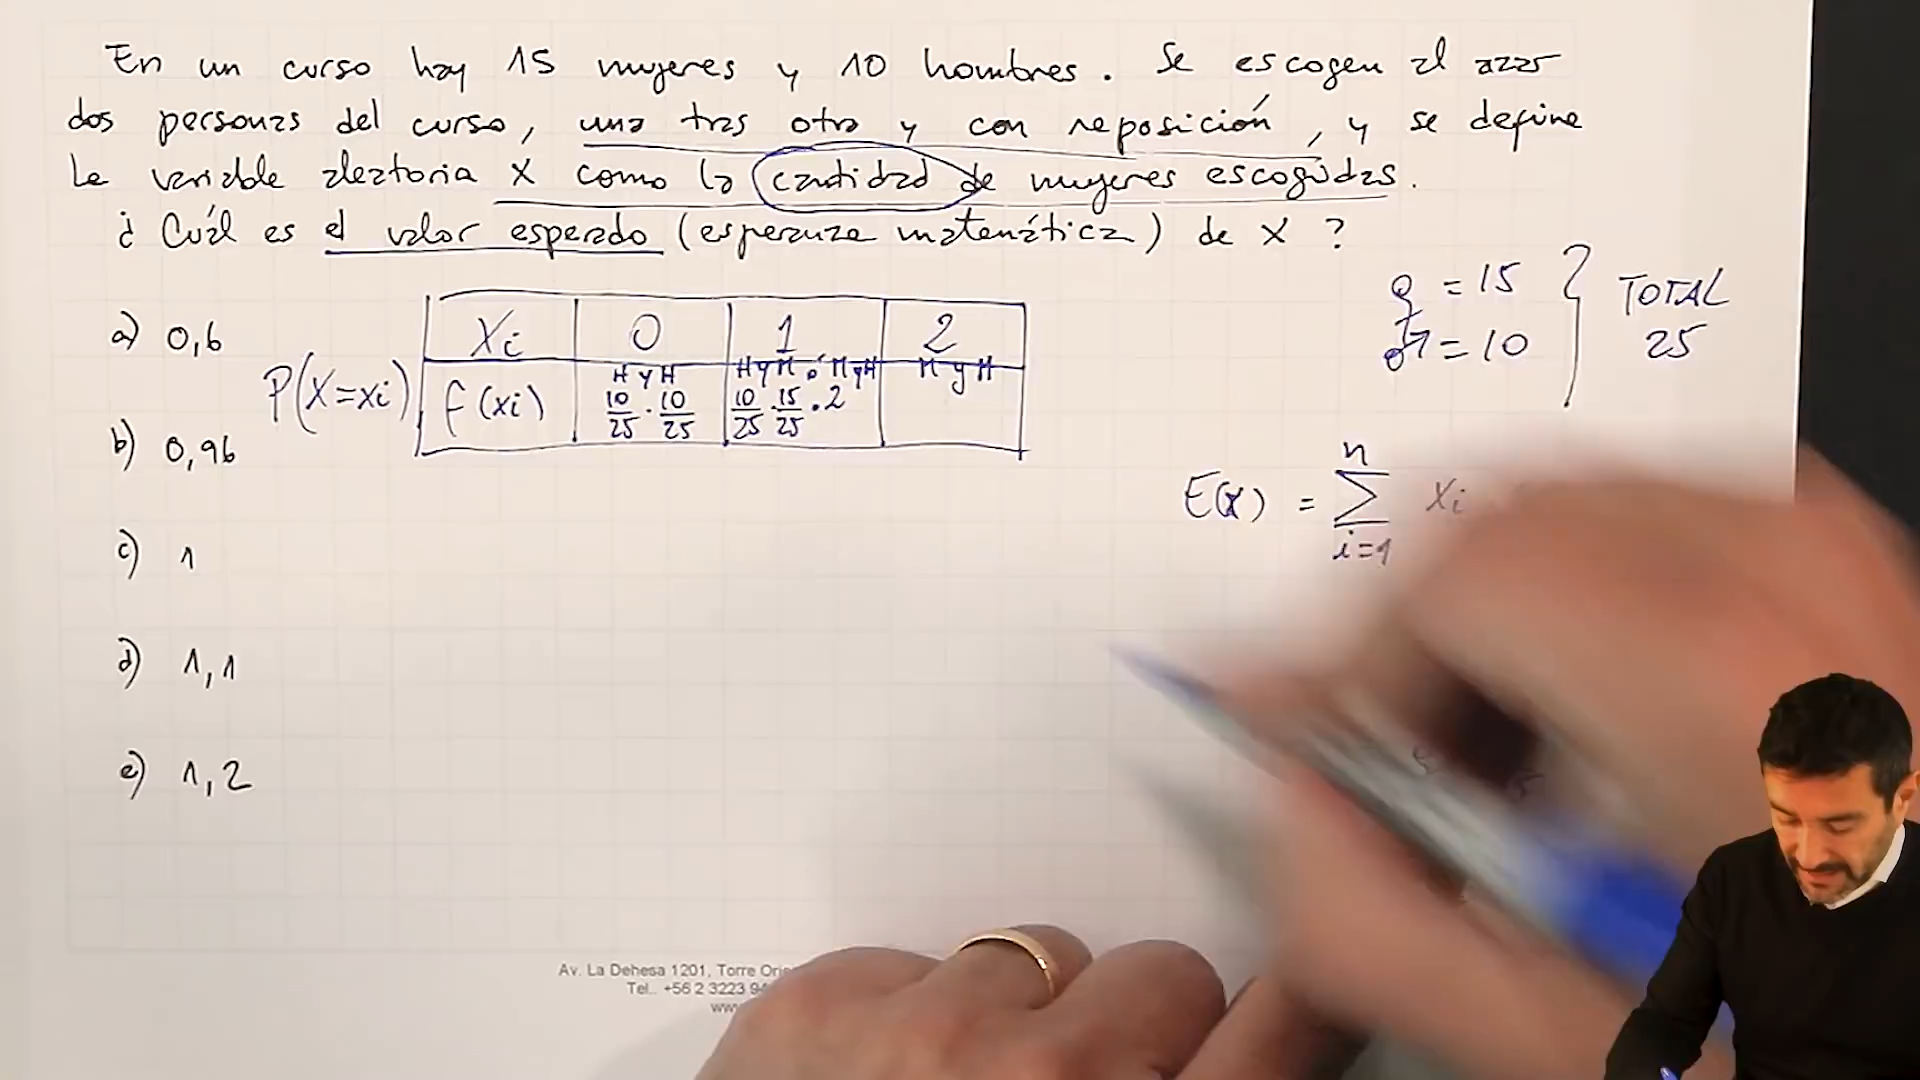 En un curso hay 15 mujeres y 10 hombres. Se escogen al azar
dos personas del curso, una tras otra y con reposición, y se define
la variable aleatoria X como la cantidad de mujeres escogidas.
¿Cuál es el valor esperado (esperanza matemática) de X?
♀ = 15
♂ = 10
TOTAL
25
a) 0,6
b) 0,96
c) 1
d) 1,1
e) 1,2
Xi 0 1 2
P(X=xi) f(xi)
H y H
10/25 · 10/25
H y M ó M y H
10/25 · 15/25 · 2
M y M
E(X) = n Σ i=1 Xi
Av. La Dehesa 1201, Torre
Tel.. +56 2 3223